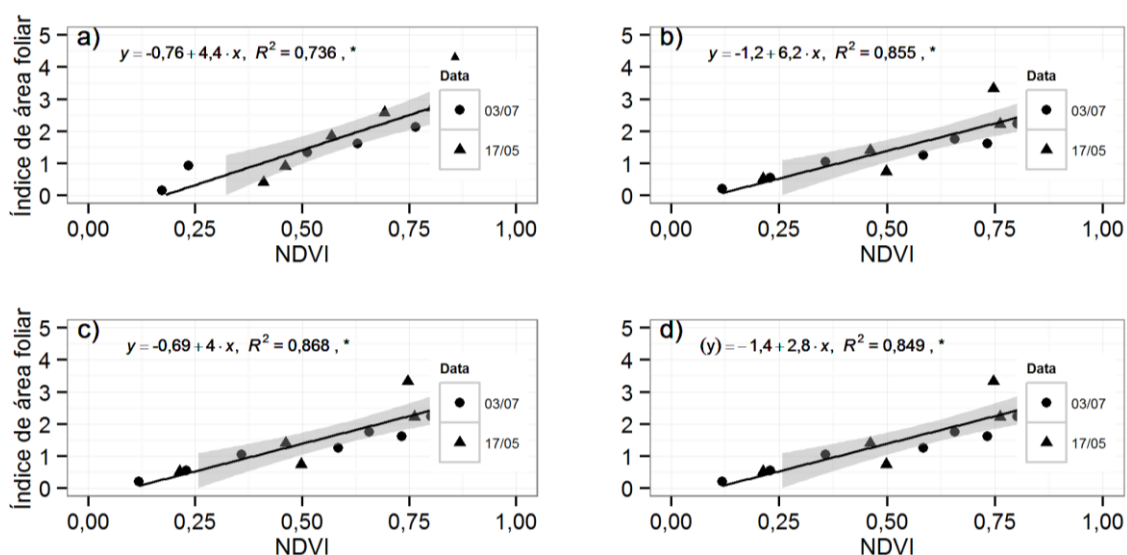 a)
y = -0,76 + 4,4 · x, R² = 0,736 , *
Índice de área foliar
5
4
3
2
1
0
0,00 0,25 0,50 0,75 1,00
NDVI
Data
03/07
17/05
b)
y = -1,2 + 6,2 · x, R² = 0,855 , *
5
4
3
2
1
0
0,00 0,25 0,50 0,75 1,00
NDVI
Data
03/07
17/05
c)
y = -0,69 + 4 · x, R² = 0,868 , *
Índice de área foliar
5
4
3
2
1
0
0,00 0,25 0,50 0,75 1,00
NDVI
Data
03/07
17/05
d)
(y) = − 1,4 + 2,8 · x, R² = 0,849 , *
5
4
3
2
1
0
0,00 0,25 0,50 0,75 1,00
NDVI
Data
03/07
17/05